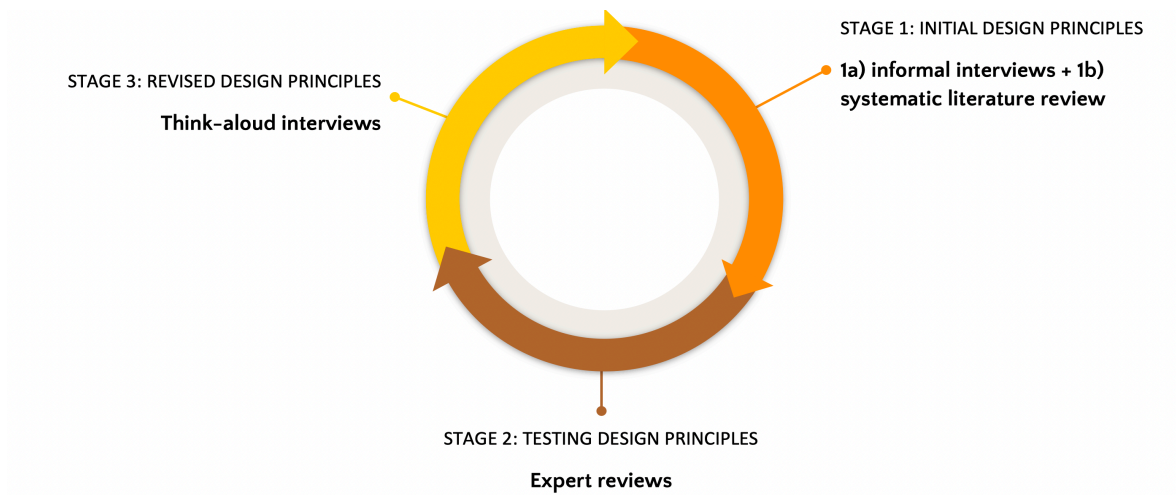 STAGE 1: INITIAL DESIGN PRINCIPLES
1a) informal interviews + 1b)
systematic literature review
STAGE 3: REVISED DESIGN PRINCIPLES
Think-aloud interviews
STAGE 2: TESTING DESIGN PRINCIPLES
Expert reviews